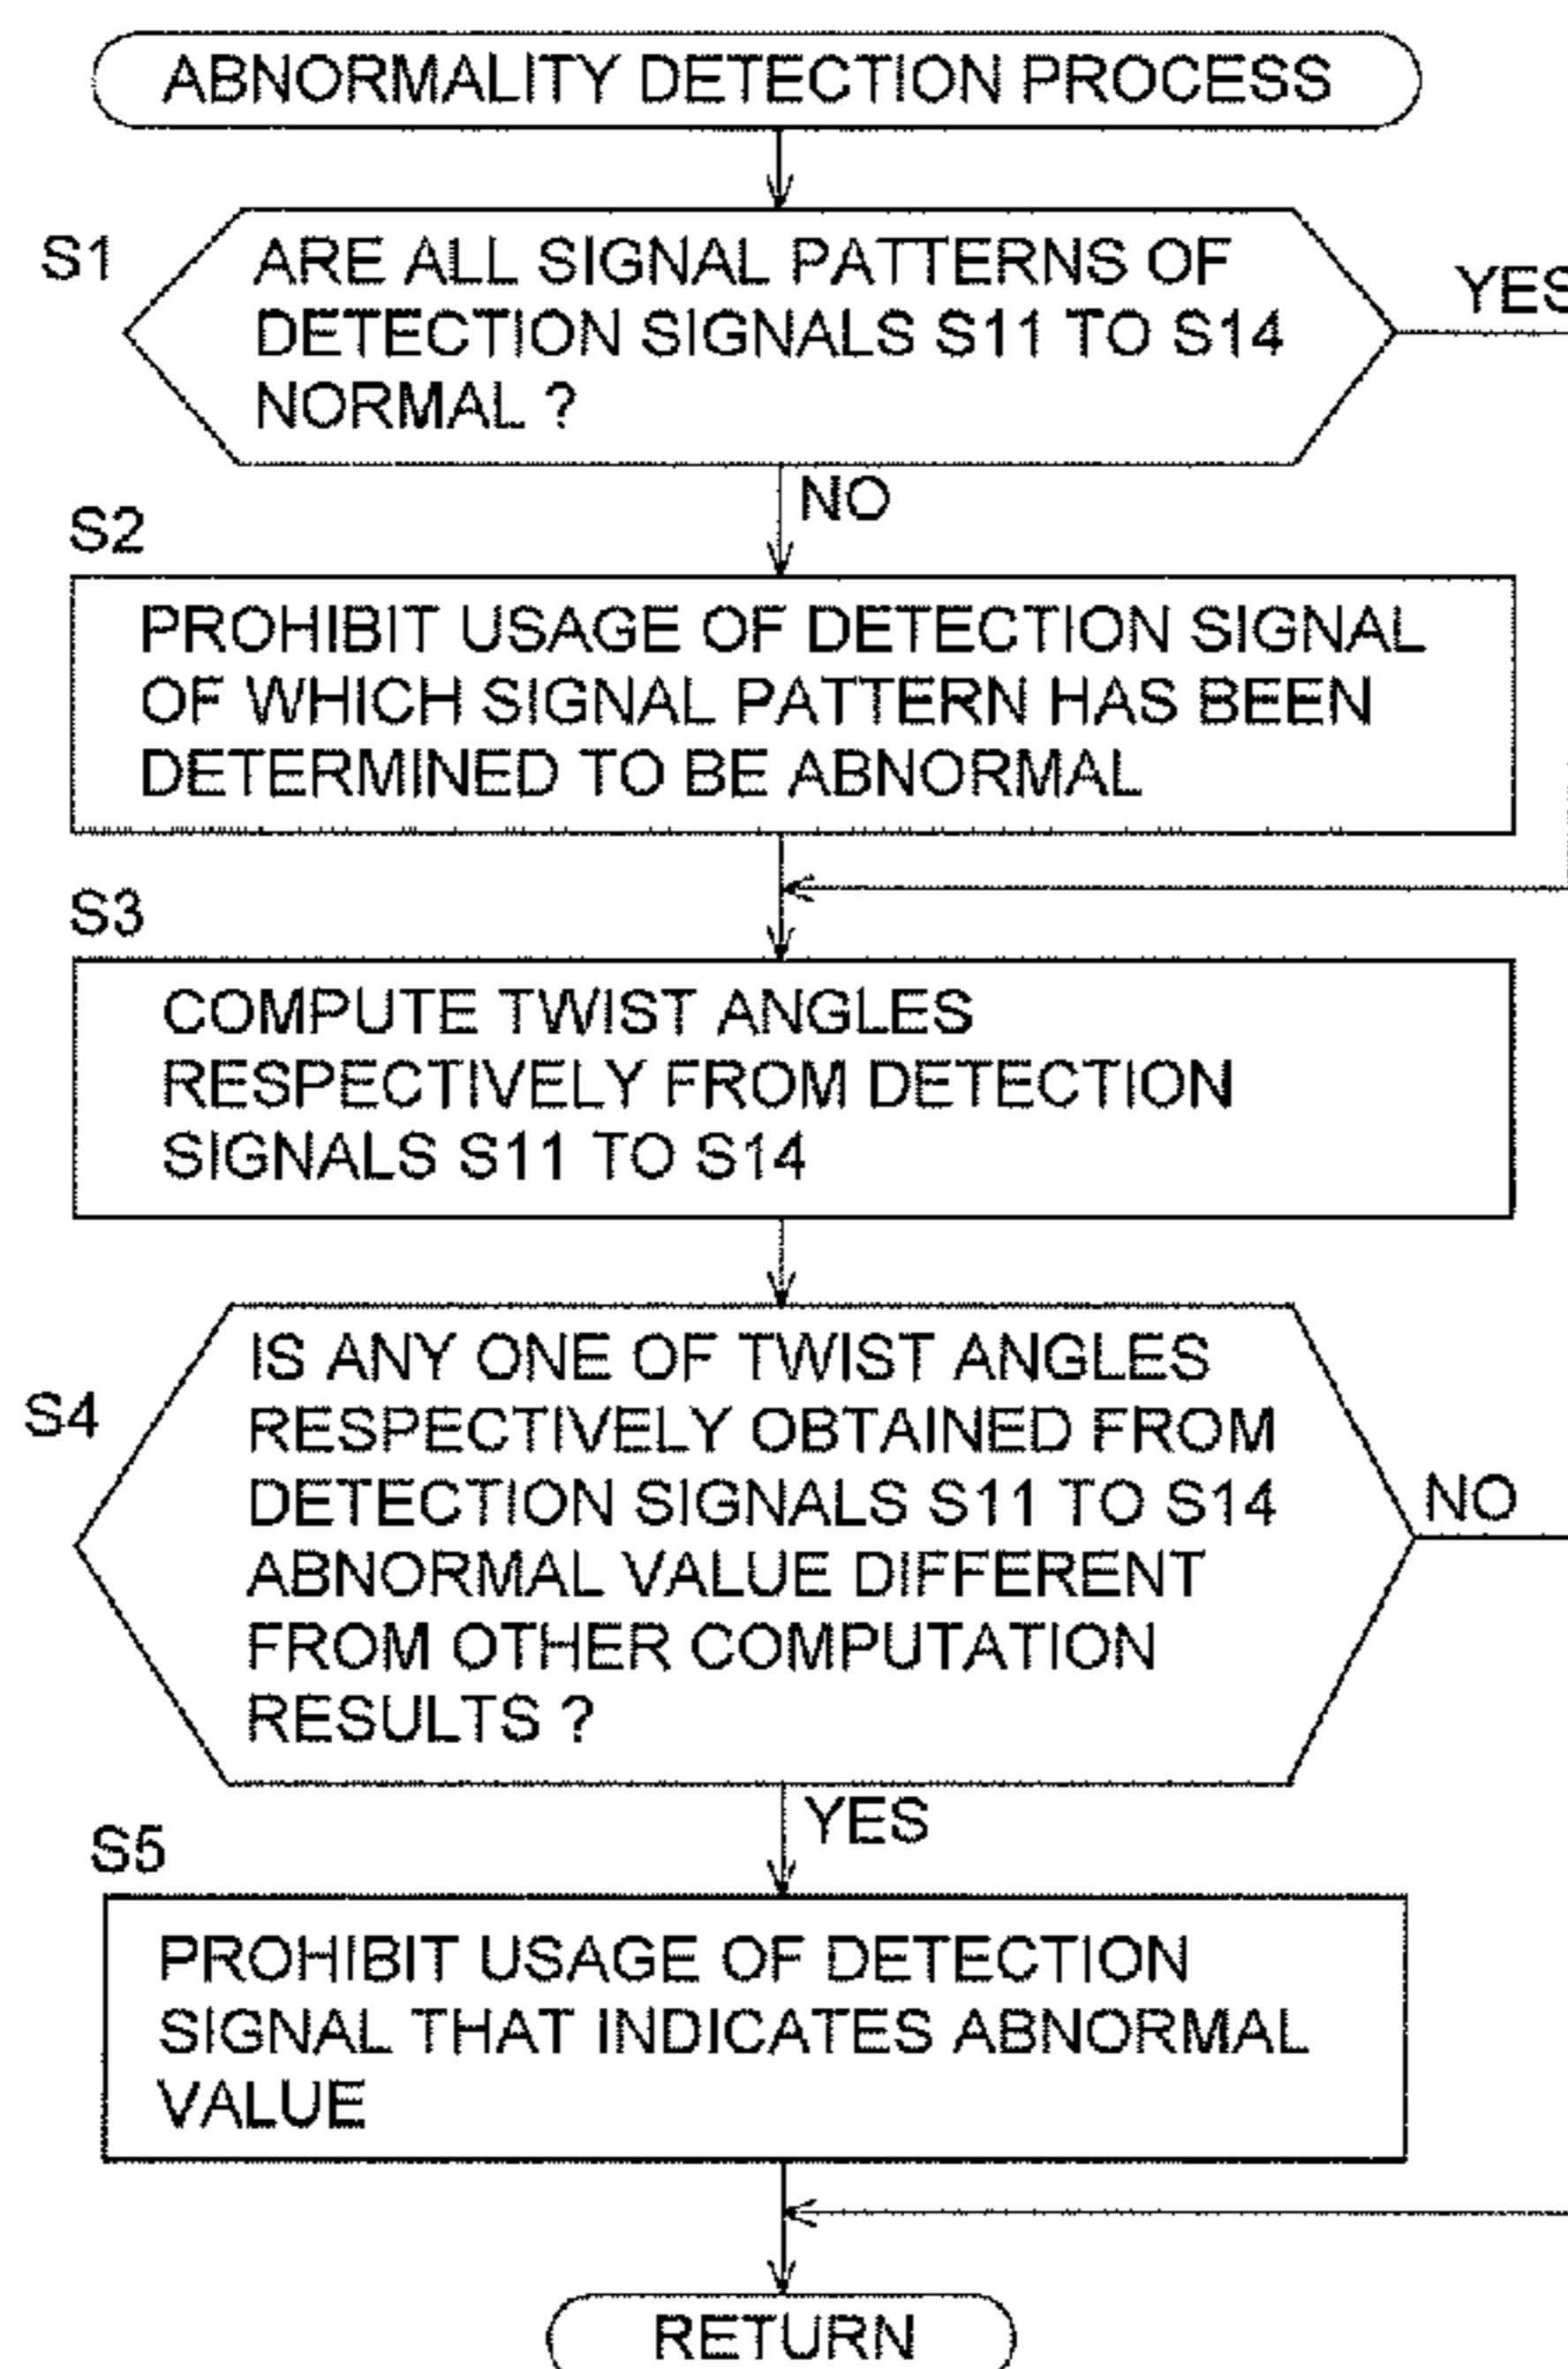 ABNORMALITY DETECTION PROCESS
S1
ARE ALL SIGNAL PATTERNS OF
DETECTION SIGNALS S11 TO S14
NORMAL ?
YES
NO
S2
PROHIBIT USAGE OF DETECTION SIGNAL
OF WHICH SIGNAL PATTERN HAS BEEN
DETERMINED TO BE ABNORMAL
S3
COMPUTE TWIST ANGLES
RESPECTIVELY FROM DETECTION
SIGNALS S11 TO S14
S4
IS ANY ONE OF TWIST ANGLES
RESPECTIVELY OBTAINED FROM
DETECTION SIGNALS S11 TO S14
ABNORMAL VALUE DIFFERENT
FROM OTHER COMPUTATION
RESULTS ?
NO
YES
S5
PROHIBIT USAGE OF DETECTION
SIGNAL THAT INDICATES ABNORMAL
VALUE
RETURN